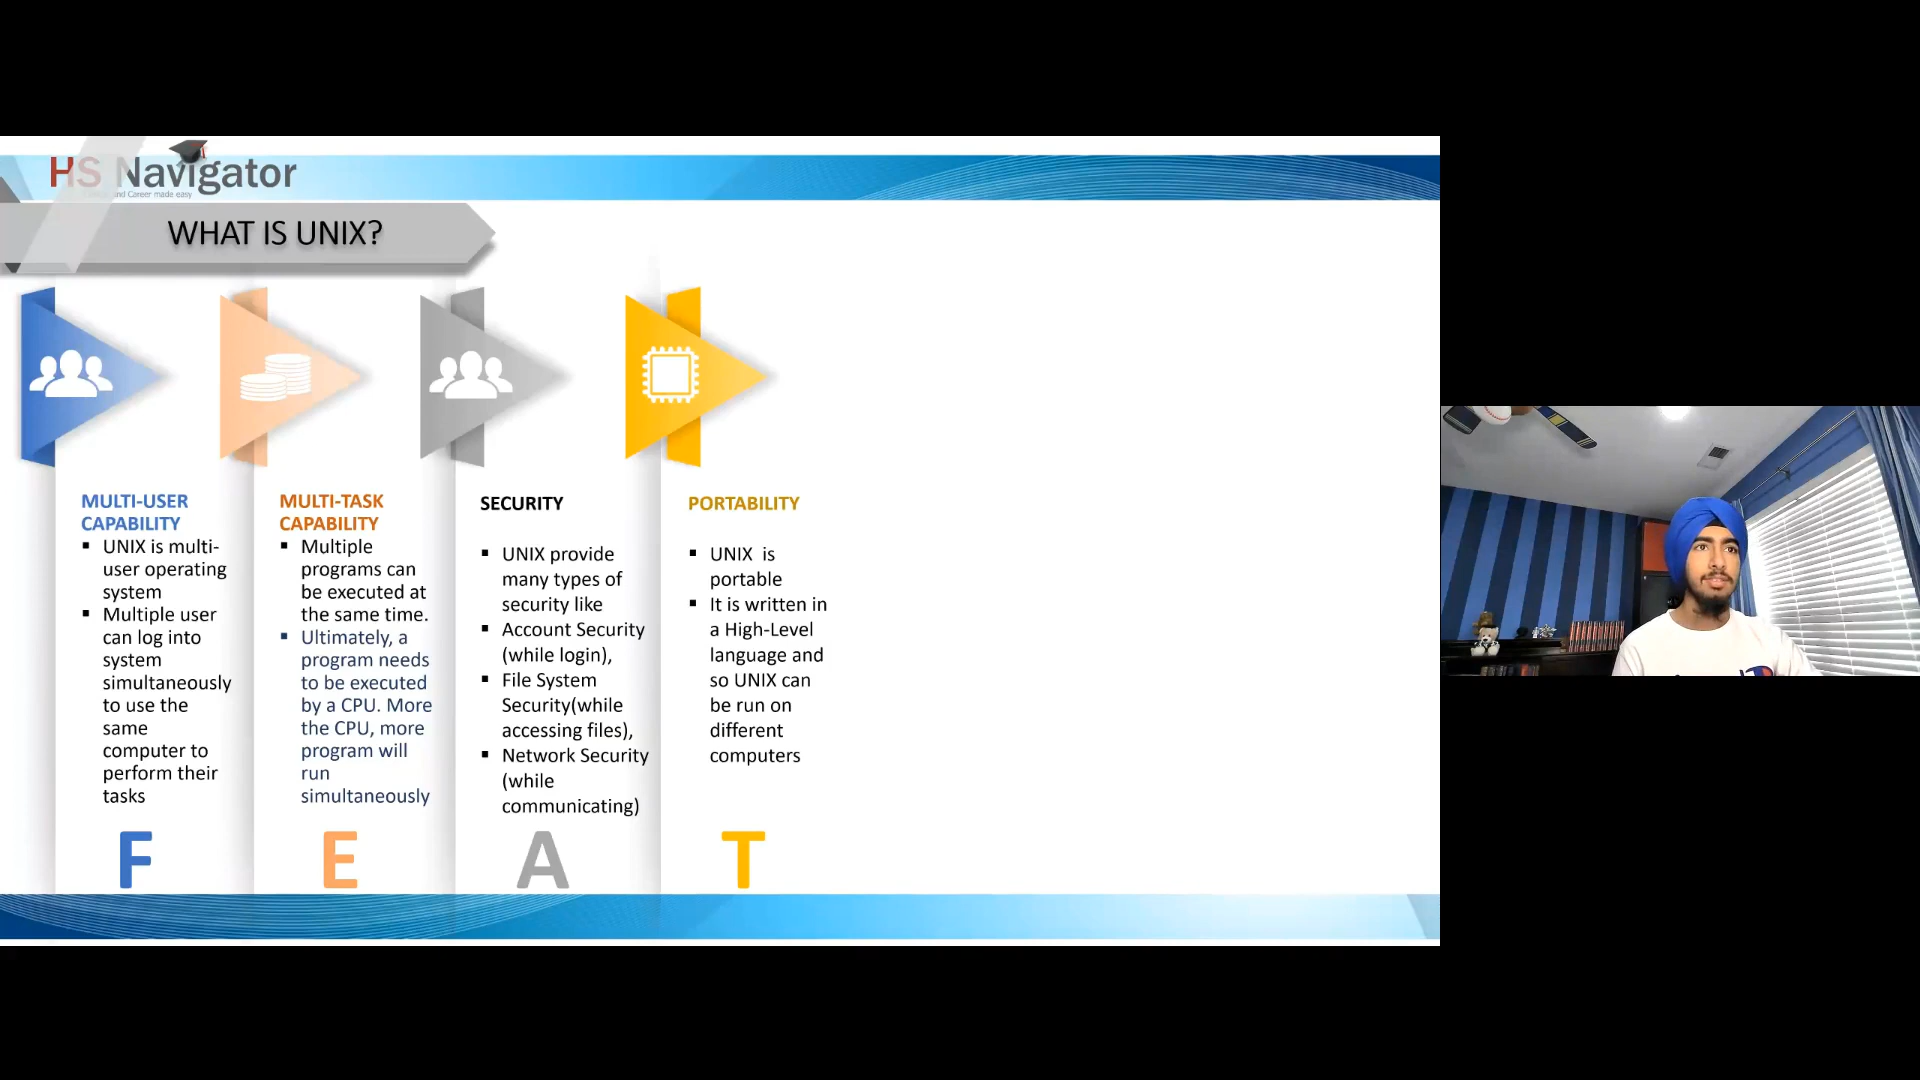 HS Navigator
and Career made easy
WHAT IS UNIX?
MULTI-USER
CAPABILITY
▪ UNIX is multi-
user operating
system
▪ Multiple user
can log into
system
simultaneously
to use the
same
computer to
perform their
tasks
F
MULTI-TASK
CAPABILITY
▪ Multiple
programs can
be executed at
the same time.
▪ Ultimately, a
program needs
to be executed
by a CPU. More
the CPU, more
program will
run
simultaneously
E
SECURITY
▪ UNIX provide
many types of
security like
▪ Account Security
(while login),
▪ File System
Security(while
accessing files),
▪ Network Security
(while
communicating)
A
PORTABILITY
▪ UNIX is
portable
▪ It is written in
a High-Level
language and
so UNIX can
be run on
different
computers
T